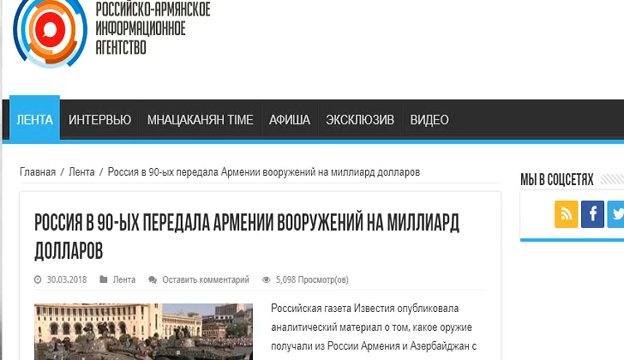 РОССИЙСКО-АРМЯНСКОЕ
ИНФОРМАЦИОННОЕ
АГЕНТСТВО
ЛЕНТА ИНТЕРВЬЮ МНАЦАКАНЯН TIME АФИША ЭКСКЛЮЗИВ ВИДЕО
Главная / Лента / Россия в 90-ых передала Армении вооружений на миллиард долларов
МЫ В СОЦСЕТЯХ
РОССИЯ В 90-ЫХ ПЕРЕДАЛА АРМЕНИИ ВООРУЖЕНИЙ НА МИЛЛИАРД
ДОЛЛАРОВ
30.03.2018 Лента Оставить комментарий 5,098 Просмотр(ов)
Российская газета Известия опубликовала
аналитический материал о том, какое оружие
получали из России Армения и Азербайджан с